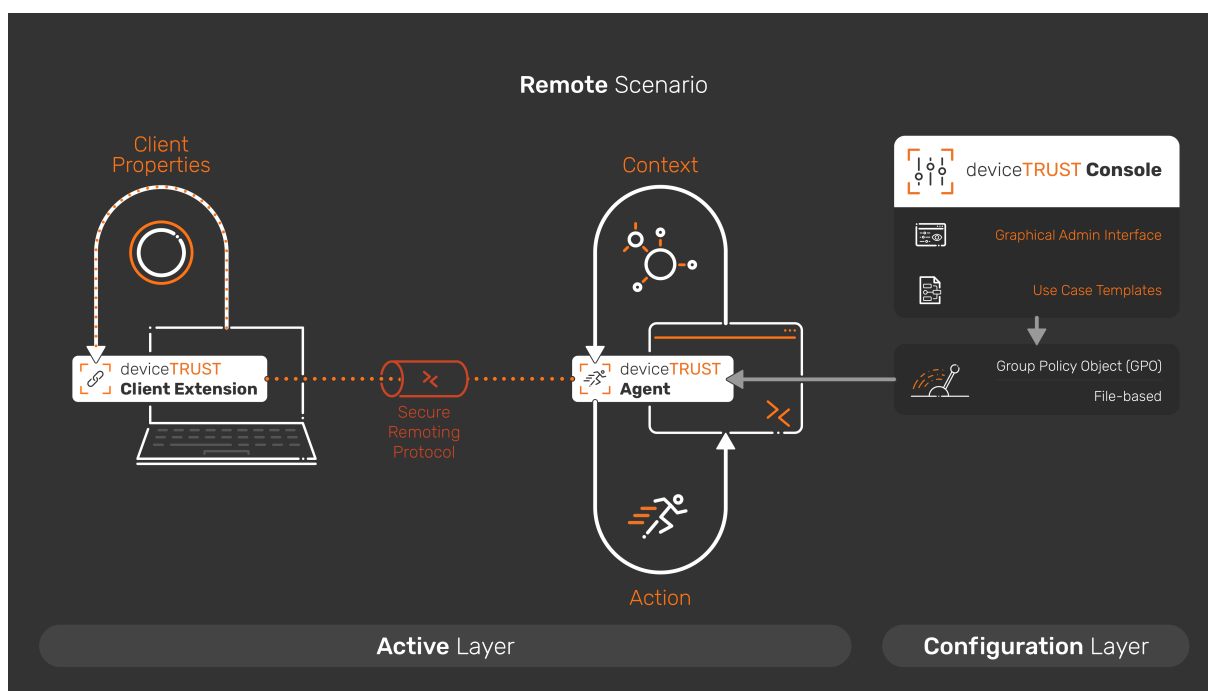 Remote Scenario
Client
Properties
Context
deviceTRUST Console
Graphical Admin Interface
Use Case Templates
deviceTRUST
Client Extension
Secure
Remoting
Protocol
deviceTRUST
Agent
Group Policy Object (GPO)
File-based
Action
Active Layer
Configuration Layer